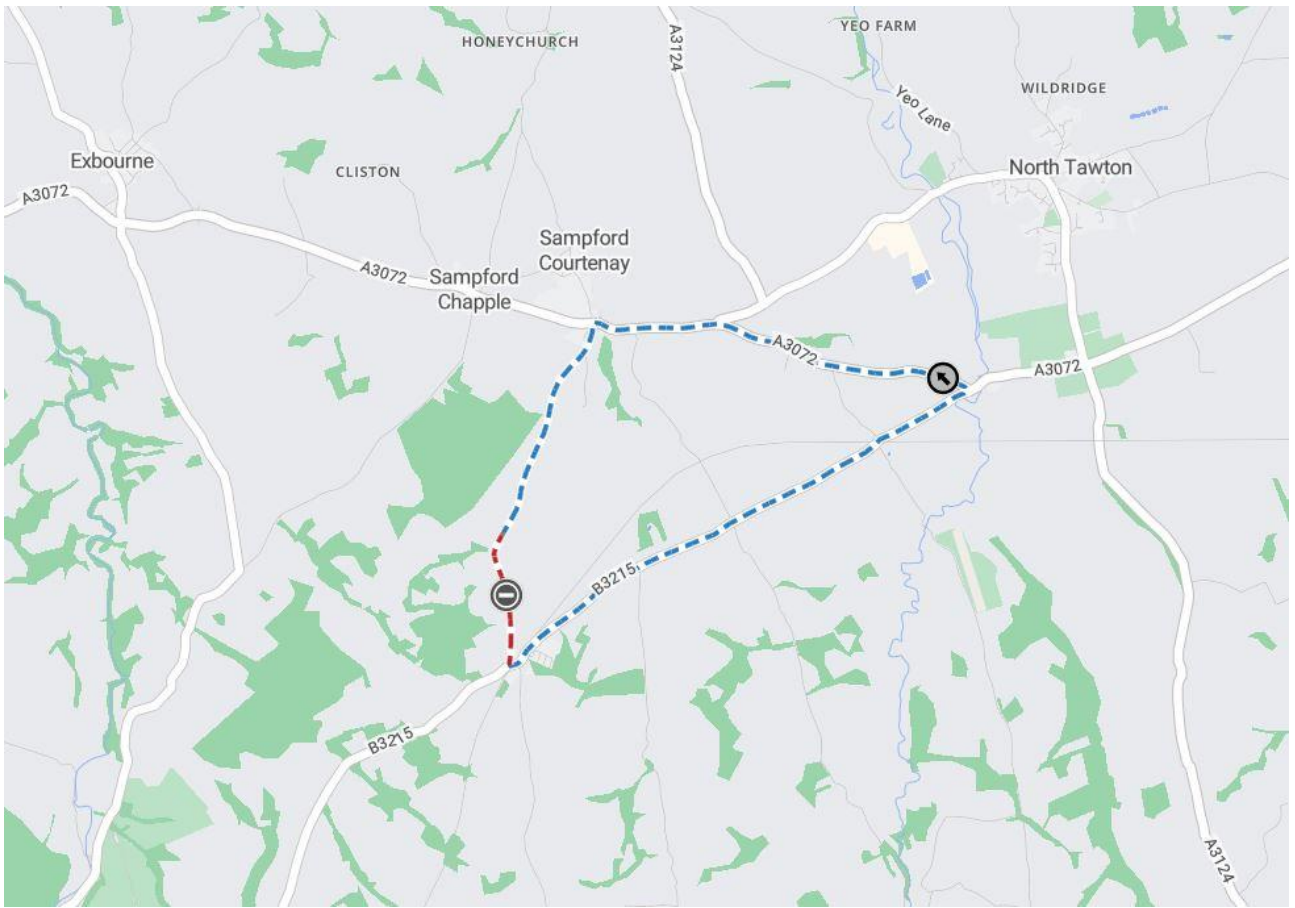 HONEYCHURCH
A3124
YEO FARM
Yeo Lane
WILDRIDGE
Exbourne
CLISTON
North Tawton
A3072
Sampford
Courtenay
A3072
Sampford
Chapple
A3072
A3072
B3215
B3215
A3124